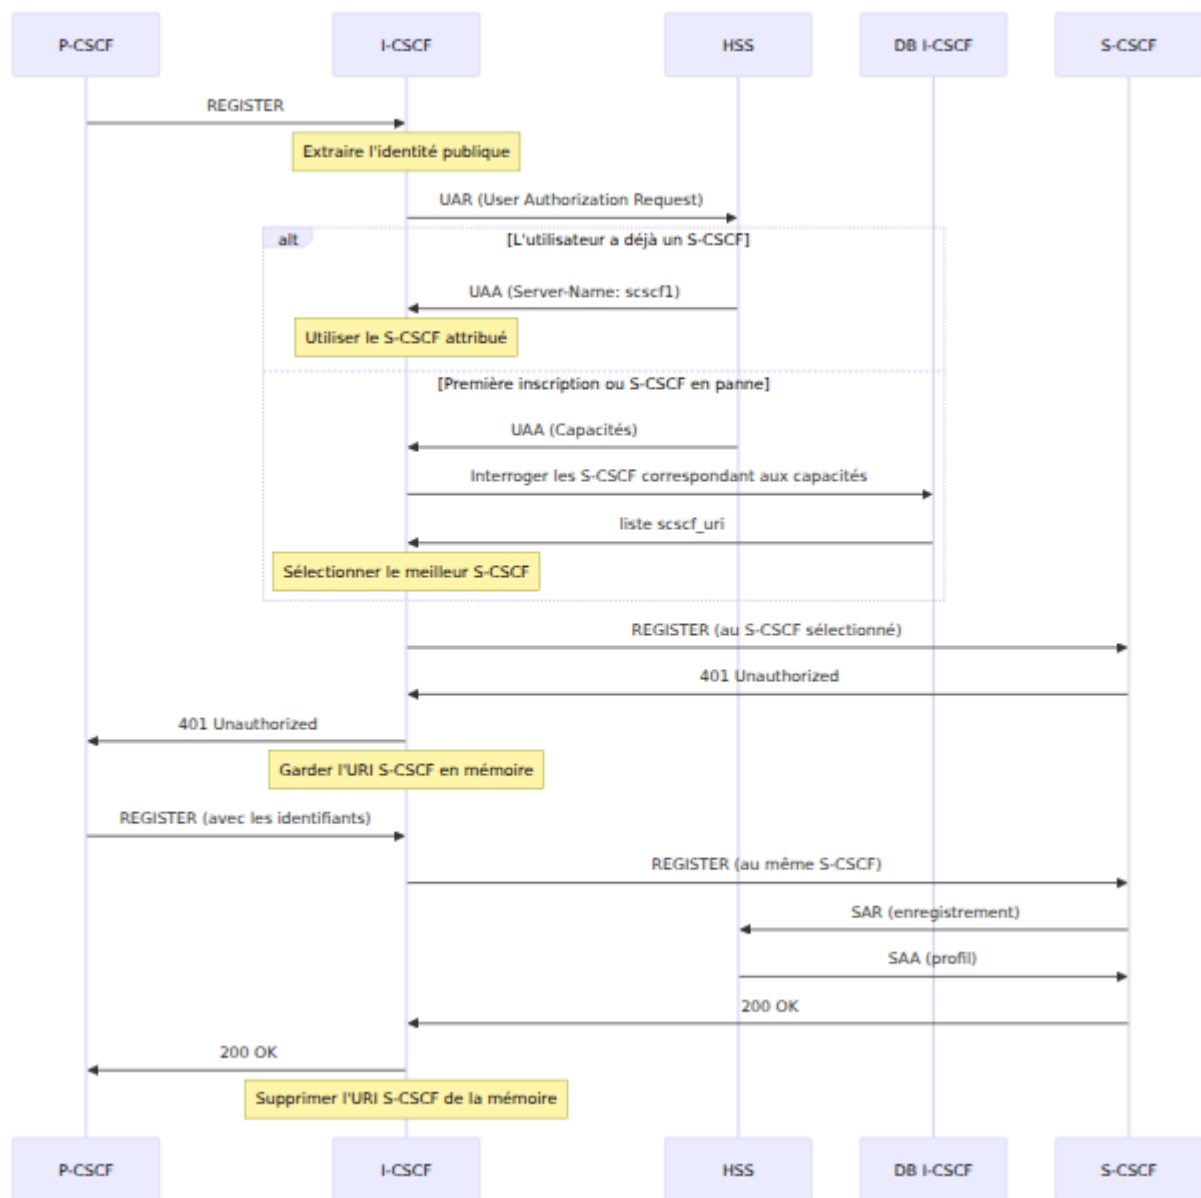 P-CSCF
I-CSCF
HSS
DB I-CSCF
S-CSCF
REGISTER
Extraire l'identité publique
UAR (User Authorization Request)
alt
[L'utilisateur a déjà un S-CSCF]
UAA (Server-Name: scscf1)
Utiliser le S-CSCF attribué
[Première inscription ou S-CSCF en panne]
UAA (Capacités)
Interroger les S-CSCF correspondant aux capacités
liste scscf_uri
Sélectionner le meilleur S-CSCF
REGISTER (au S-CSCF sélectionné)
401 Unauthorized
401 Unauthorized
Garder l'URI S-CSCF en mémoire
REGISTER (avec les identifiants)
REGISTER (au même S-CSCF)
SAR (enregistrement)
SAA (profil)
200 OK
200 OK
Supprimer l'URI S-CSCF de la mémoire
P-CSCF
I-CSCF
HSS
DB I-CSCF
S-CSCF